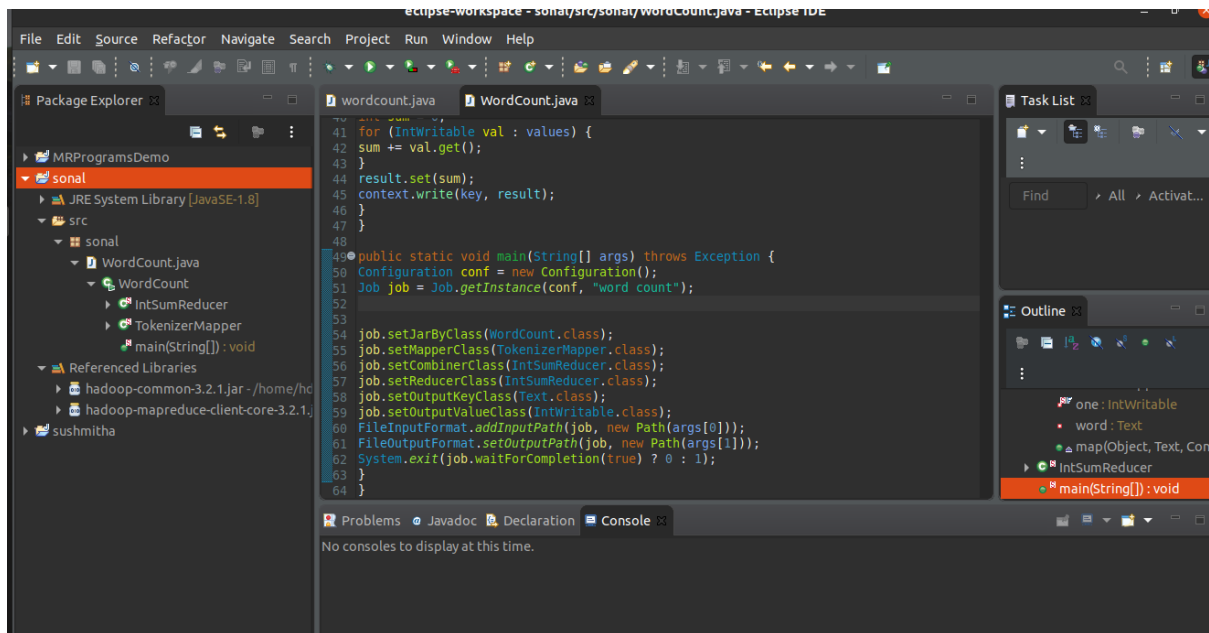 eclipse-workspace - sonal/src/sonal/WordCount.java - Eclipse IDE
File Edit Source Refactor Navigate Search Project Run Window Help
Package Explorer
MRProgramsDemo
sonal
JRE System Library [JavaSE-1.8]
src
sonal
WordCount.java
WordCount
IntSumReducer
TokenizerMapper
main(String[]) : void
Referenced Libraries
hadoop-common-3.2.1.jar - /home/hd
hadoop-mapreduce-client-core-3.2.1.j
sushmitha
wordcount.java WordCount.java
40 int sum = 0;
41 for (IntWritable val : values) {
42 sum += val.get();
43 }
44 result.set(sum);
45 context.write(key, result);
46 }
47 }
48
49 public static void main(String[] args) throws Exception {
50 Configuration conf = new Configuration();
51 Job job = Job.getInstance(conf, "word count");
52
53
54 job.setJarByClass(WordCount.class);
55 job.setMapperClass(TokenizerMapper.class);
56 job.setCombinerClass(IntSumReducer.class);
57 job.setReducerClass(IntSumReducer.class);
58 job.setOutputKeyClass(Text.class);
59 job.setOutputValueClass(IntWritable.class);
60 FileInputFormat.addInputPath(job, new Path(args[0]));
61 FileOutputFormat.setOutputPath(job, new Path(args[1]));
62 System.exit(job.waitForCompletion(true) ? 0 : 1);
63 }
64 }
Problems Javadoc Declaration Console
No consoles to display at this time.
Task List
Find All Activat...
Outline
one : IntWritable
word : Text
map(Object, Text, Con
IntSumReducer
main(String[]) : void